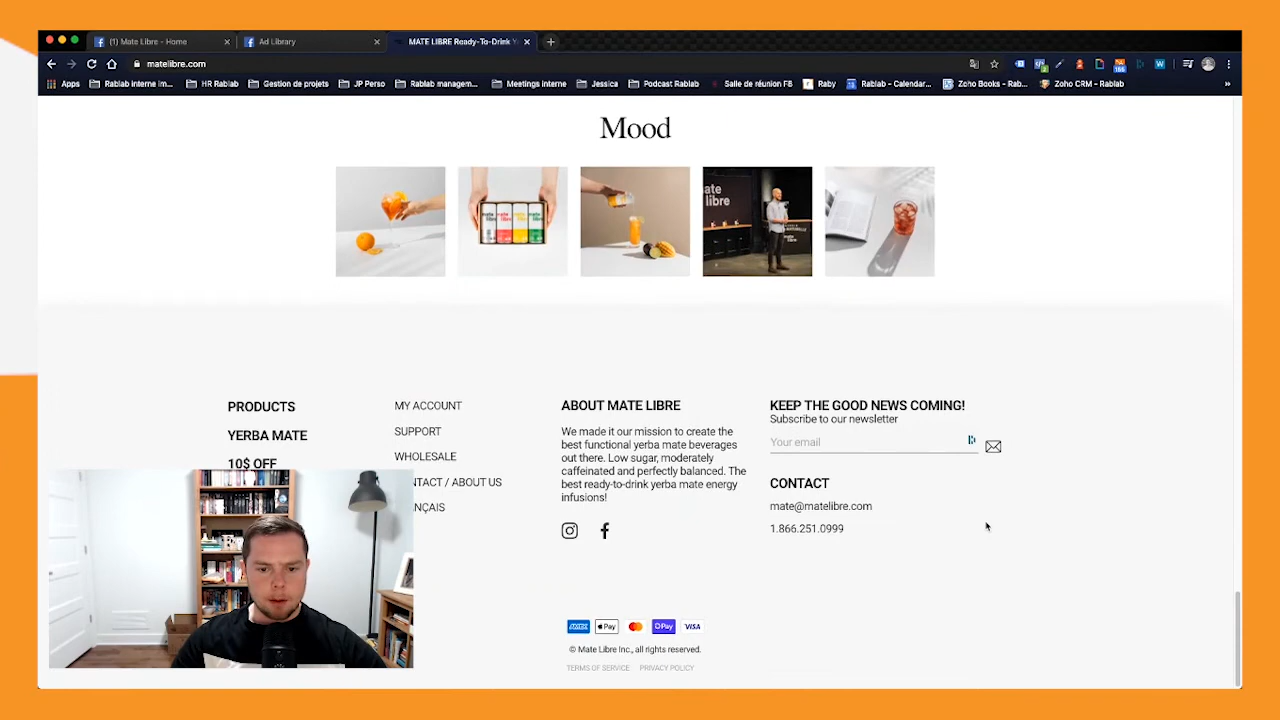 (1) Mate Libre - Home
Ad Library
MATE LIBRE Ready-To-Drink Y
matelibre.com
Apps
Rablab interne im...
HR Rablab
Gestion de projets
JP Perso
Rablab managem...
Meetings interne
Jessica
Podcast Rablab
Salle de réunion F8
Raby
Rablab - Calendar...
Zoho Books - Rab...
Zoho CRM - Rablab
Mood
mate
libre
PRODUCTS
YERBA MATE
10$ OFF
MY ACCOUNT
SUPPORT
WHOLESALE
NTACT / ABOUT US
NÇAIS
ABOUT MATE LIBRE
We made it our mission to create the
best functional yerba mate beverages
out there. Low sugar, moderately
caffeinated and perfectly balanced. The
best ready-to-drink yerba mate energy
infusions!
KEEP THE GOOD NEWS COMING!
Subscribe to our newsletter
Your email
CONTACT
mate@matelibre.com
1.866.251.0999
AMEX
Pay
Pay
VISA
© Mate Libre Inc., all rights reserved.
TERMS OF SERVICE
PRIVACY POLICY